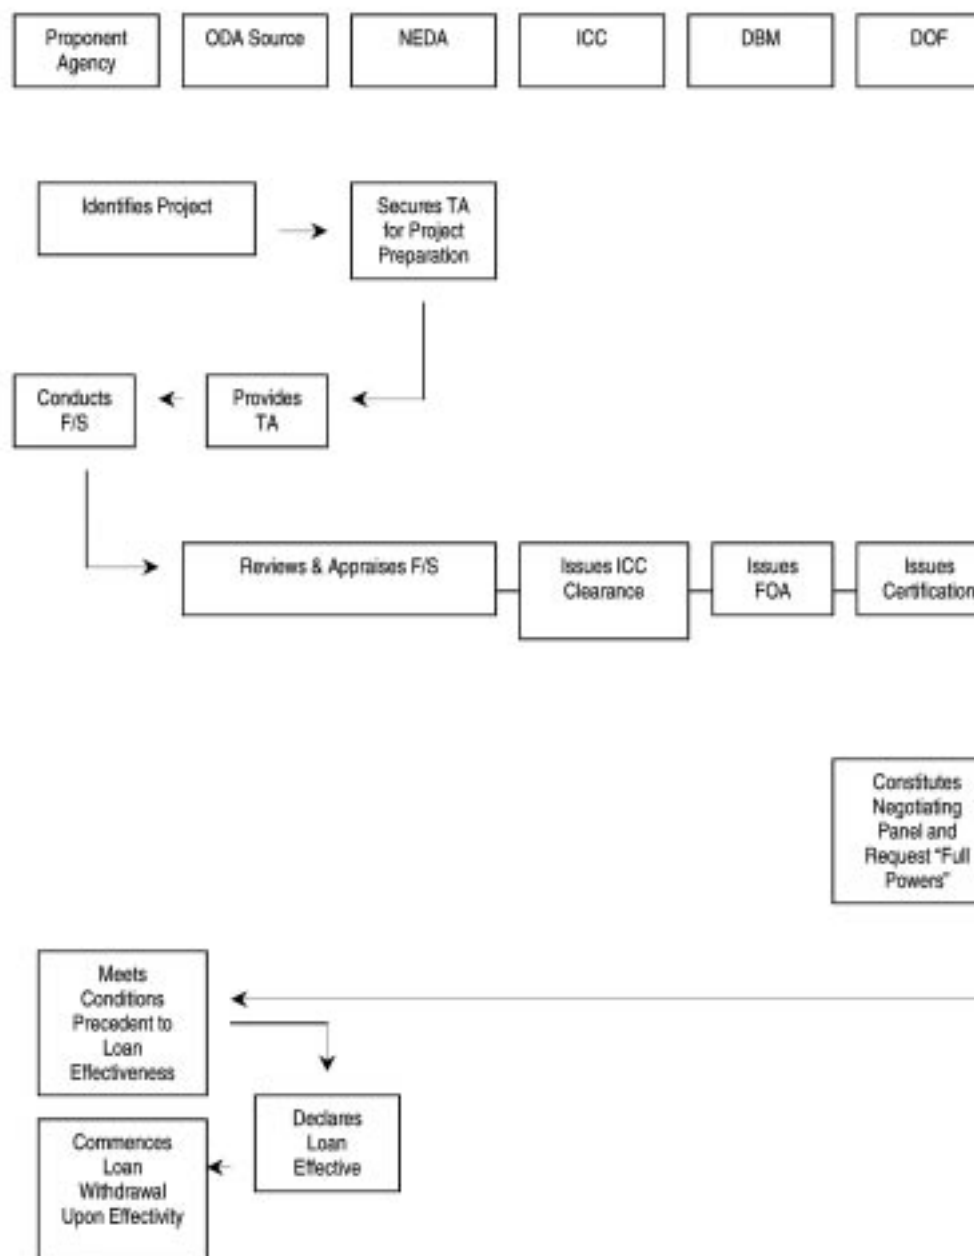 Proponent
Agency
ODA Source
NEDA
ICC
DBM
DOF
Identifies Project
Secures TA
for Project
Preparation
Conducts
F/S
Provides
TA
Reviews & Appraises F/S
Issues ICC
Clearance
Issues
FOA
Issues
Certification
Constitutes
Negotiating
Panel and
Request "Full
Powers"
Meets
Conditions
Precedent to
Loan
Effectiveness
Declares
Loan
Effective
Commences
Loan
Withdrawal
Upon Effectivity